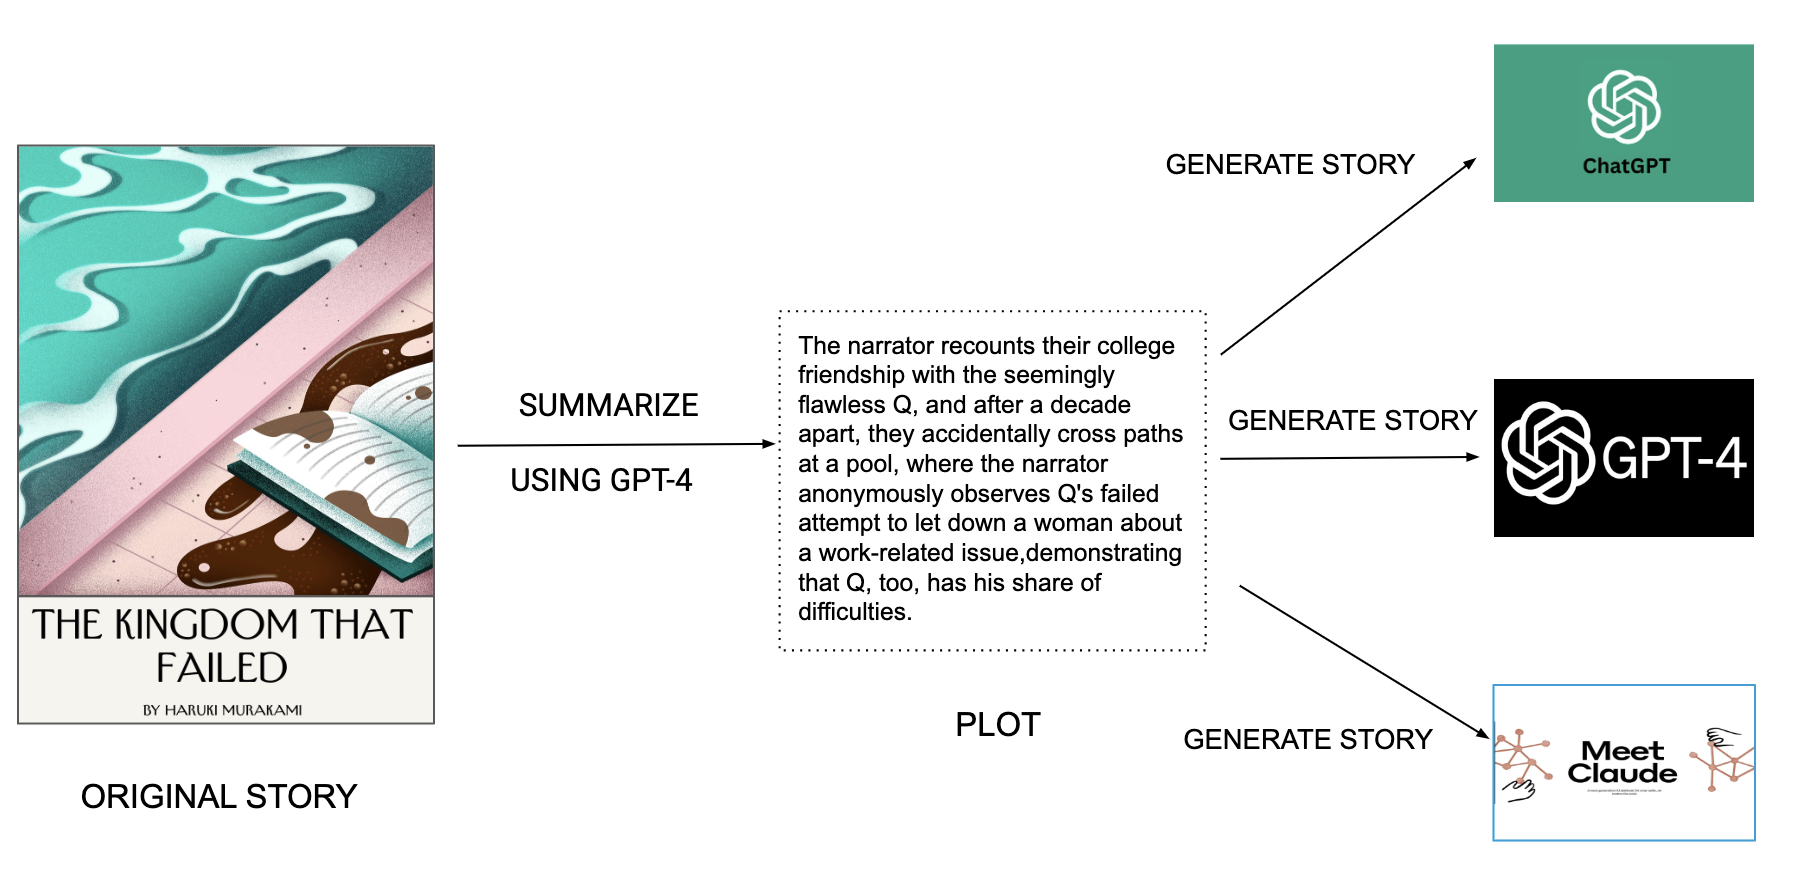 THE KINGDOM THAT
FAILED
BY HARUKI MURAKAMI
ORIGINAL STORY
SUMMARIZE
USING GPT-4
The narrator recounts their college
friendship with the seemingly
flawless Q, and after a decade
apart, they accidentally cross paths
at a pool, where the narrator
anonymously observes Q's failed
attempt to let down a woman about
a work-related issue,demonstrating
that Q, too, has his share of
difficulties.
PLOT
GENERATE STORY
ChatGPT
GENERATE STORY
GPT-4
GENERATE STORY
Meet
Claude